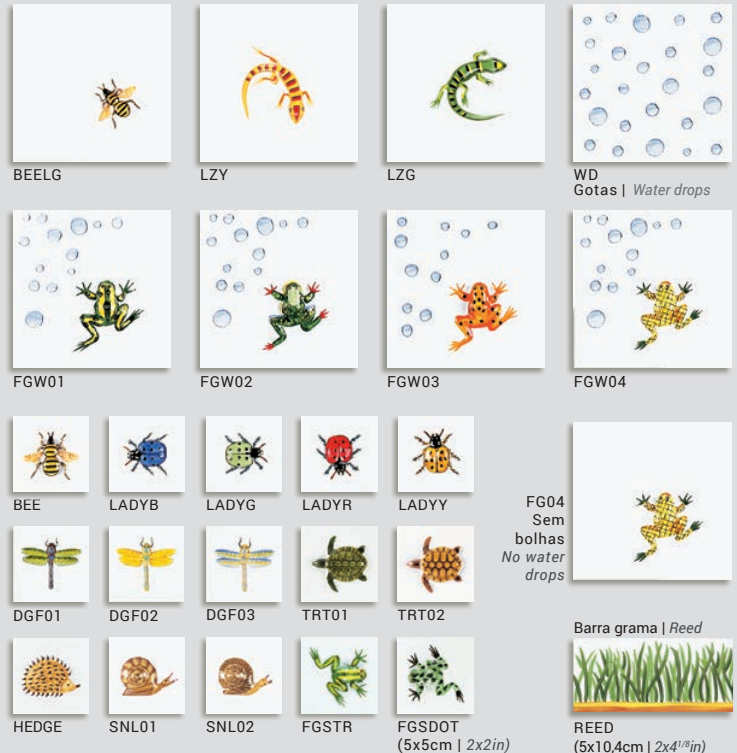 BEELG
LZY
LZG
WD
Gotas | Water drops
FGW01
FGW02
FGW03
FGW04
BEE
LADYB
LADYG
LADYR
LADYY
FG04
Sem
bolhas
No water
drops
DGF01
DGF02
DGF03
TRT01
TRT02
Barra grama | Reed
HEDGE
SNL01
SNL02
FGSTR
FGSDOT
(5x5cm | 2x2in)
REED
(5x10,4cm | 2x4 1/8in)